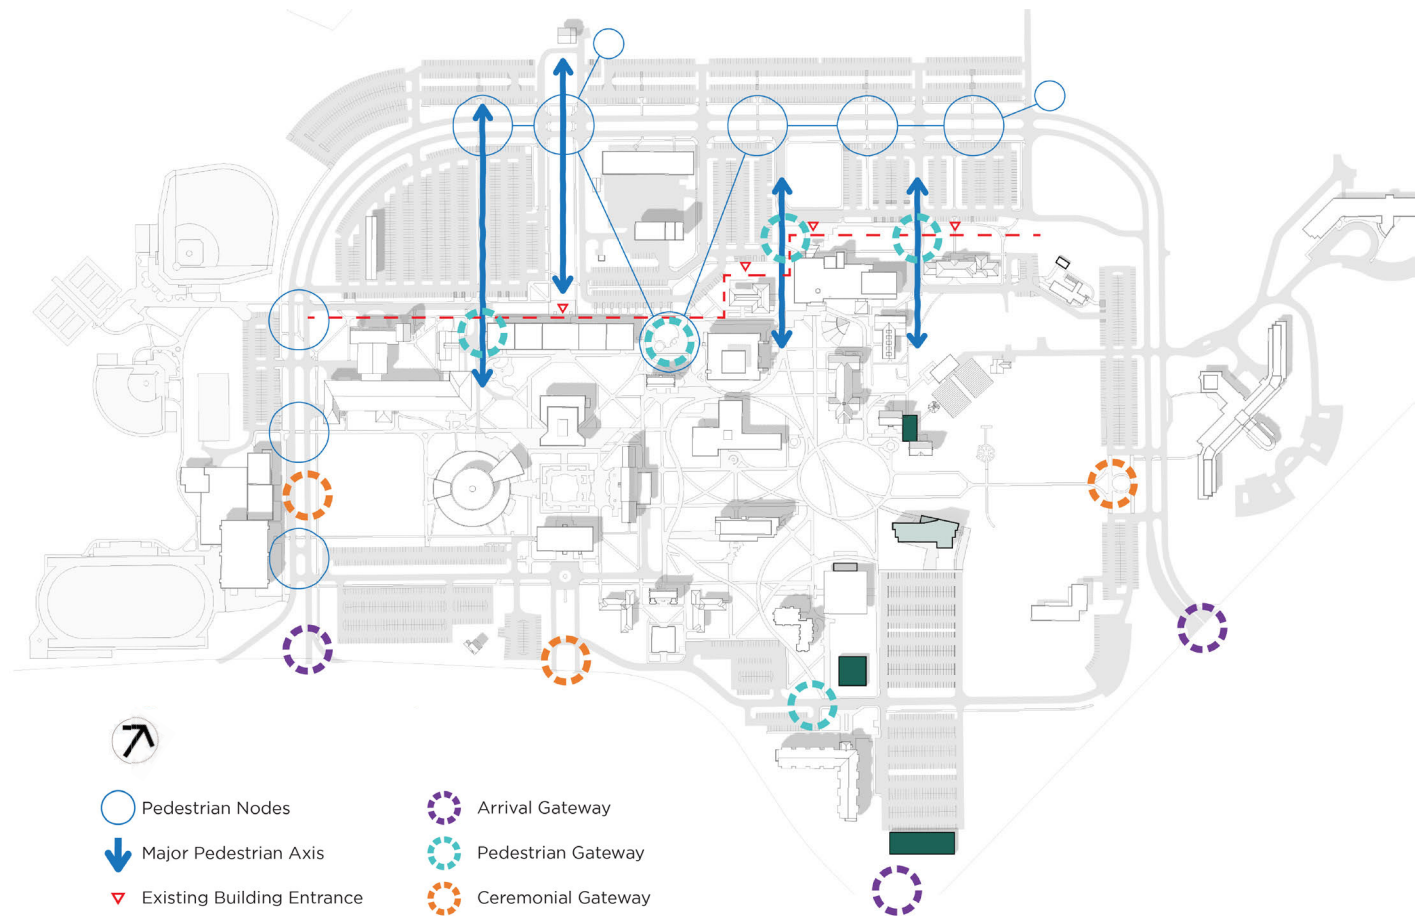 Pedestrian Nodes
Major Pedestrian Axis
Existing Building Entrance
Arrival Gateway
Pedestrian Gateway
Ceremonial Gateway